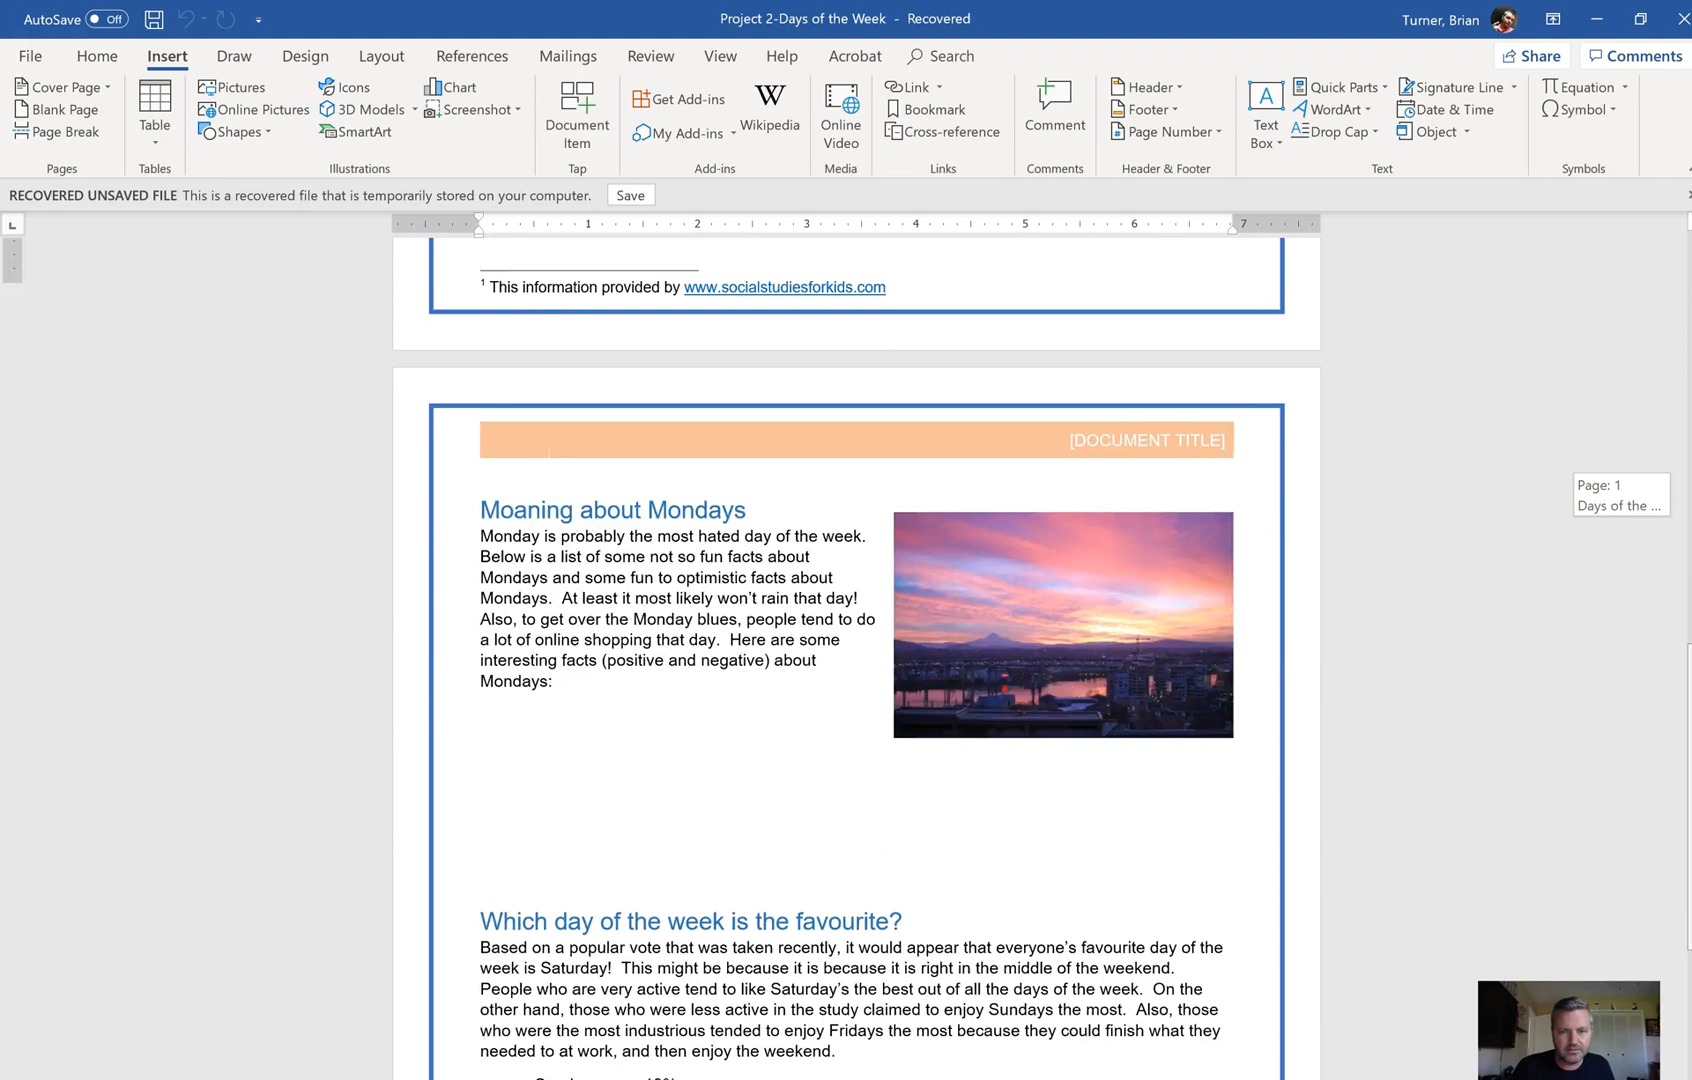 AutoSave Off
Project 2-Days of the Week - Recovered
Turner, Brian
File Home Insert Draw Design Layout References Mailings Review View Help Acrobat Search
Share Comments
Cover Page
Blank Page
Page Break
Pages
Table
Tables
Pictures
Online Pictures
Shapes
Icons
3D Models
SmartArt
Chart
Screenshot
Illustrations
Document
Item
Tap
Get Add-ins
My Add-ins
W
Wikipedia
Add-ins
Online
Video
Media
Link
Bookmark
Cross-reference
Links
Comment
Comments
Header
Footer
Page Number
Header & Footer
A
Text
Box
Quick Parts
WordArt
Drop Cap
Signature Line
Date & Time
Object
Text
Equation
Symbol
Symbols
RECOVERED UNSAVED FILE This is a recovered file that is temporarily stored on your computer. Save
1 2 3 4 5 6 7
1 This information provided by www.socialstudiesforkids.com
[DOCUMENT TITLE]
Page: 1
Days of the ...
Moaning about Mondays
Monday is probably the most hated day of the week.
Below is a list of some not so fun facts about
Mondays and some fun to optimistic facts about
Mondays. At least it most likely won't rain that day!
Also, to get over the Monday blues, people tend to do
a lot of online shopping that day. Here are some
interesting facts (positive and negative) about
Mondays:
Which day of the week is the favourite?
Based on a popular vote that was taken recently, it would appear that everyone's favourite day of the
week is Saturday! This might be because it is because it is right in the middle of the weekend.
People who are very active tend to like Saturday's the best out of all the days of the week. On the
other hand, those who were less active in the study claimed to enjoy Sundays the most. Also, those
who were the most industrious tended to enjoy Fridays the most because they could finish what they
needed to at work, and then enjoy the weekend.